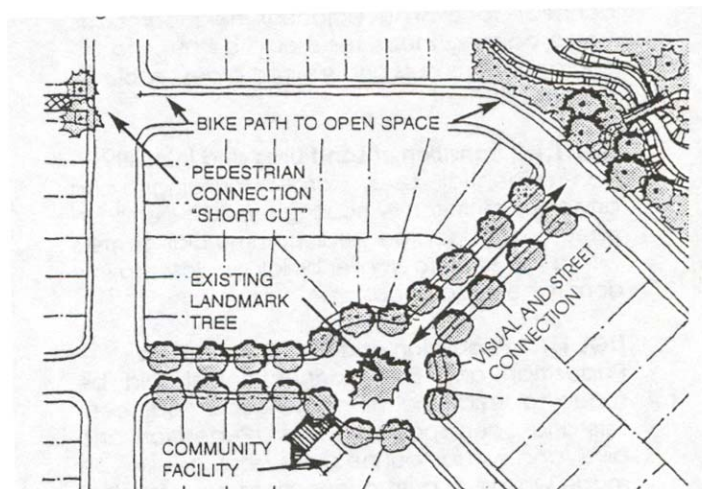 BIKE PATH TO OPEN SPACE
PEDESTRIAN
CONNECTION
"SHORT CUT"
EXISTING
LANDMARK
TREE
VISUAL AND STREET
CONNECTION
COMMUNITY
FACILITY